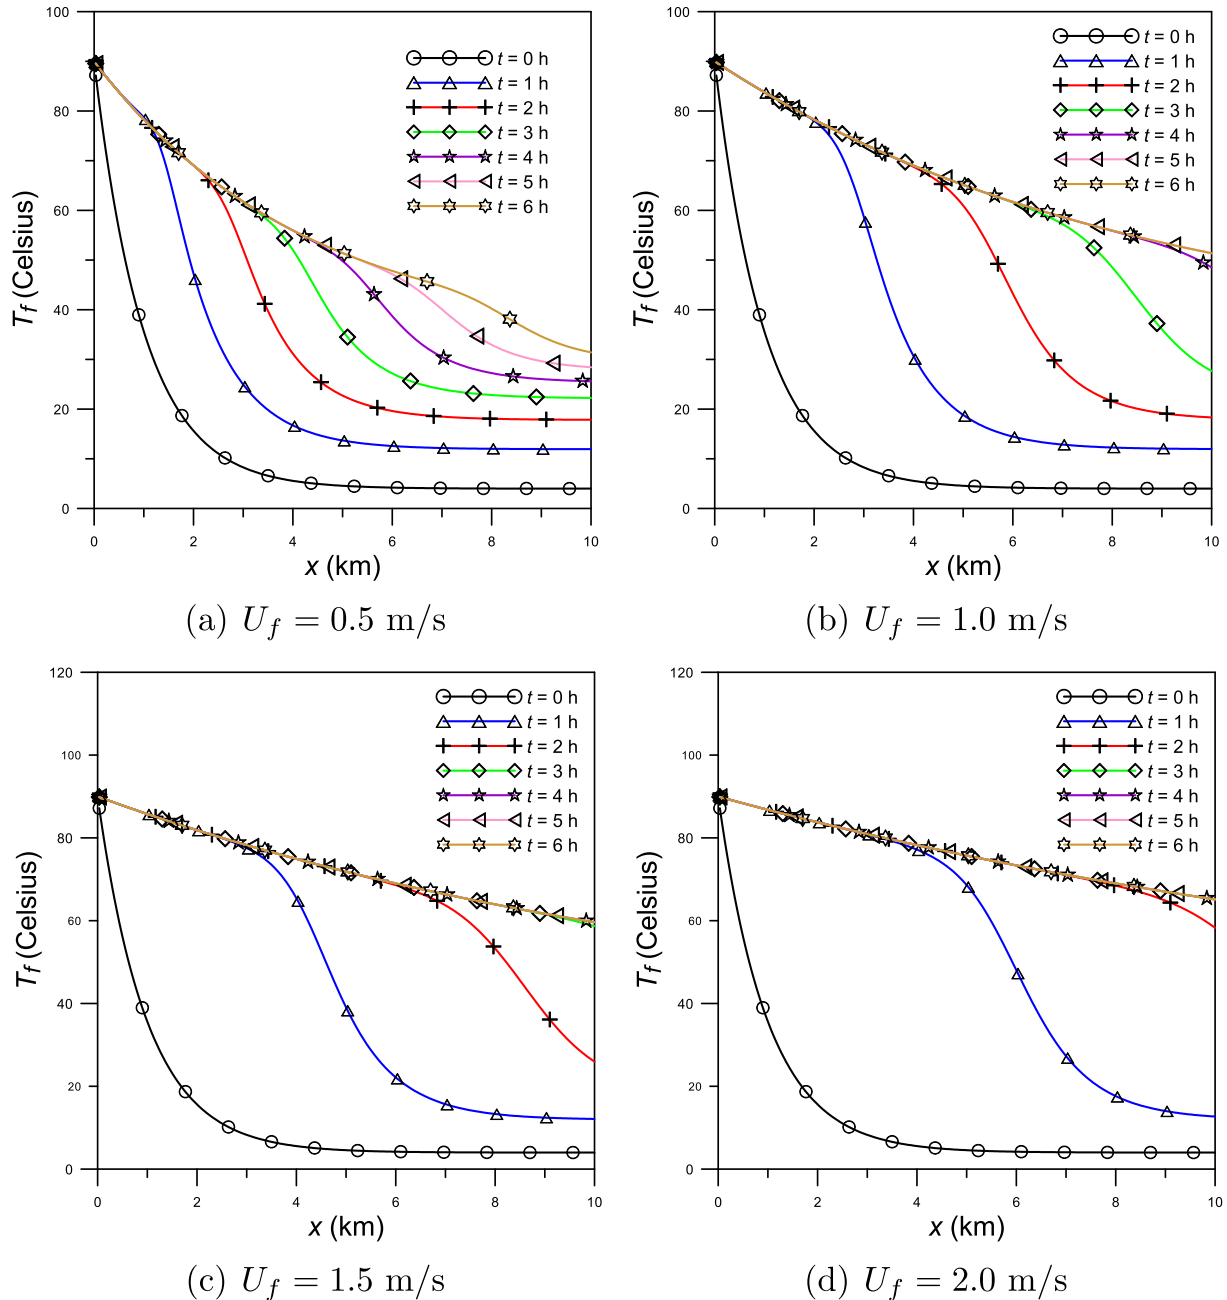 100
80
60
40
20
0
T_f (Celsius)
t = 0 h
t = 1 h
t = 2 h
t = 3 h
t = 4 h
t = 5 h
t = 6 h
0 2 4 6 8 10
x (km)
(a) U_f = 0.5 m/s
100
80
60
40
20
0
T_f (Celsius)
t = 0 h
t = 1 h
t = 2 h
t = 3 h
t = 4 h
t = 5 h
t = 6 h
0 2 4 6 8 10
x (km)
(b) U_f = 1.0 m/s
120
100
80
60
40
20
0
T_f (Celsius)
t = 0 h
t = 1 h
t = 2 h
t = 3 h
t = 4 h
t = 5 h
t = 6 h
0 2 4 6 8 10
x (km)
(c) U_f = 1.5 m/s
120
100
80
60
40
20
0
T_f (Celsius)
t = 0 h
t = 1 h
t = 2 h
t = 3 h
t = 4 h
t = 5 h
t = 6 h
0 2 4 6 8 10
x (km)
(d) U_f = 2.0 m/s